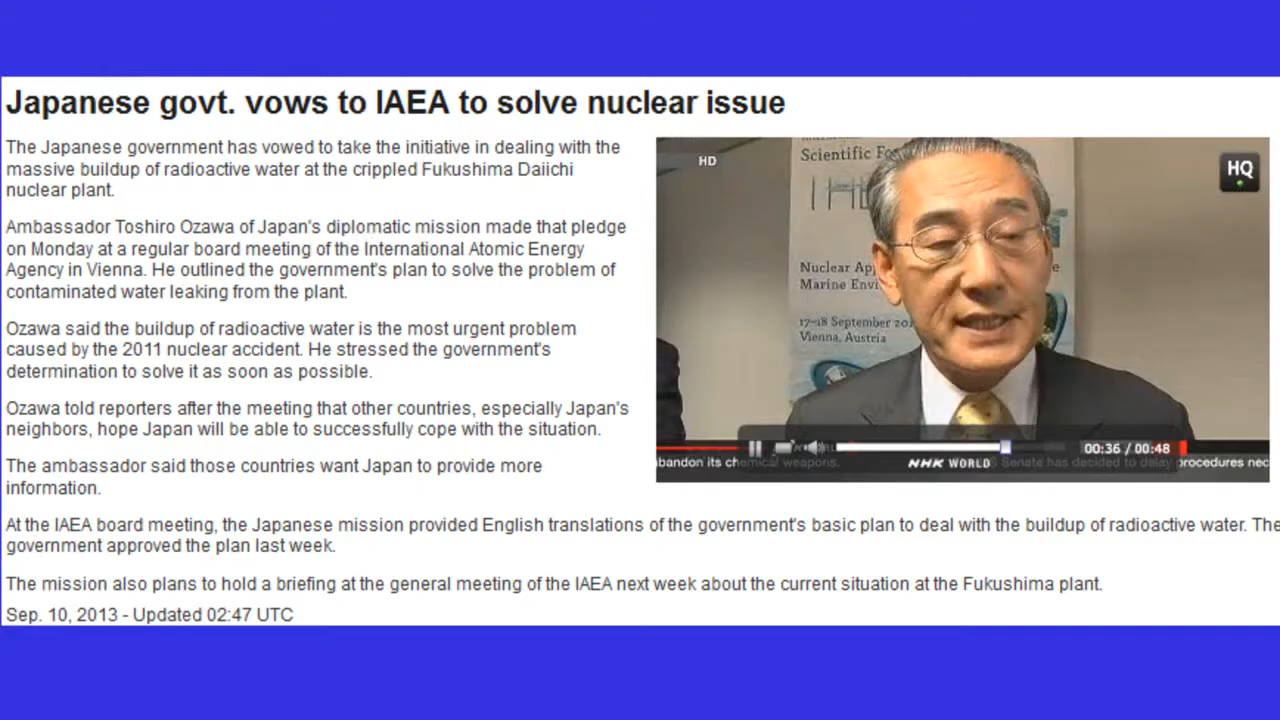 Japanese govt. vows to IAEA to solve nuclear issue
The Japanese government has vowed to take the initiative in dealing with the
massive buildup of radioactive water at the crippled Fukushima Daiichi
nuclear plant.
Ambassador Toshiro Ozawa of Japan's diplomatic mission made that pledge
on Monday at a regular board meeting of the International Atomic Energy
Agency in Vienna. He outlined the government's plan to solve the problem of
contaminated water leaking from the plant.
Ozawa said the buildup of radioactive water is the most urgent problem
caused by the 2011 nuclear accident. He stressed the government's
determination to solve it as soon as possible.
Ozawa told reporters after the meeting that other countries, especially Japan's
neighbors, hope Japan will be able to successfully cope with the situation.
The ambassador said those countries want Japan to provide more
information.
At the IAEA board meeting, the Japanese mission provided English translations of the government's basic plan to deal with the buildup of radioactive water. The
government approved the plan last week.
The mission also plans to hold a briefing at the general meeting of the IAEA next week about the current situation at the Fukushima plant.
Sep. 10, 2013 - Updated 02:47 UTC
HD
HQ
Scientific
Nuclear
Marine
17-18 September
Vienna, Austria
00:36 / 00:48
abandon its chemical weapons.
NHK WORLD
Senate has decided to delay procedures